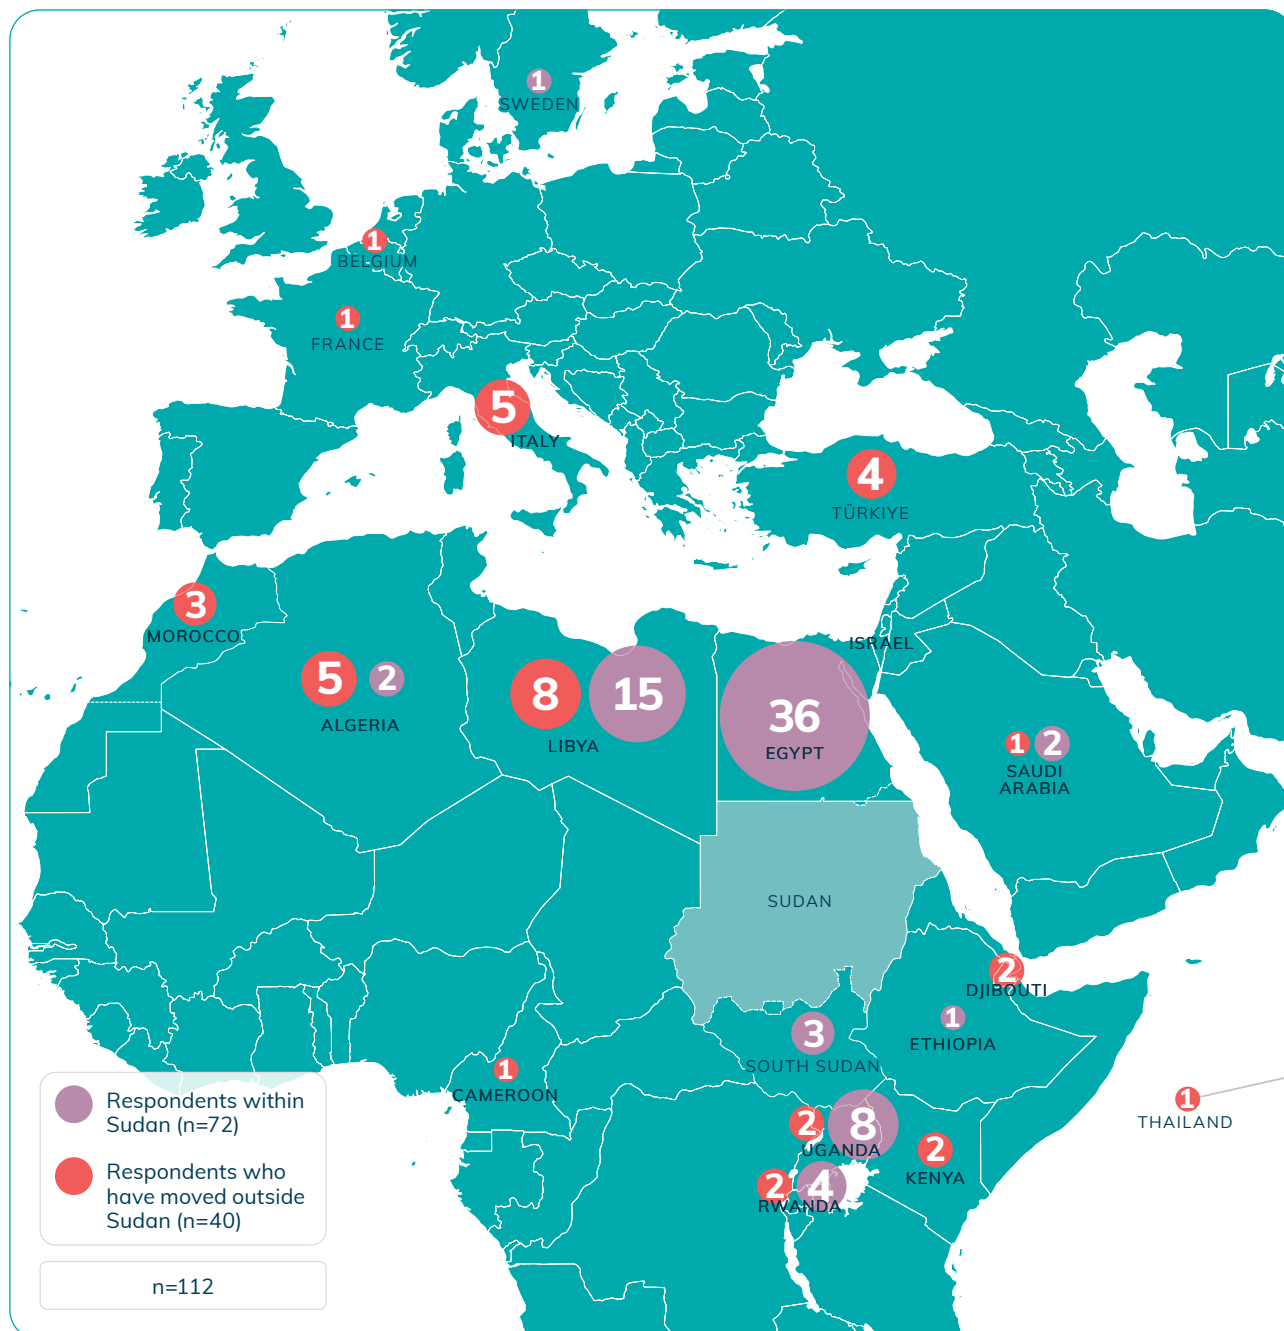 1
SWEDEN
1
BELGIUM
1
FRANCE
5
ITALY
4
TÜRKIYE
3
MOROCCO
5
2
ALGERIA
8
15
LIBYA
36
EGYPT
ISRAEL
1
2
SAUDI
ARABIA
SUDAN
2
DJIBOUTI
1
ETHIOPIA
3
SOUTH SUDAN
1
CAMEROON
2
8
UGANDA
2
KENYA
2
4
RWANDA
1
THAILAND
Respondents within
Sudan (n=72)
Respondents who
have moved outside
Sudan (n=40)
n=112